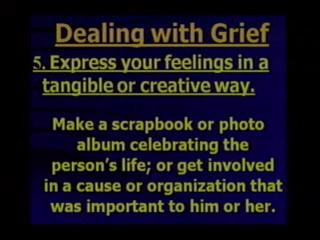 Dealing with Grief
5. Express your feelings in a
tangible or creative way.
Make a scrapbook or photo
album celebrating the
person's life; or get involved
in a cause or organization that
was important to him or her.